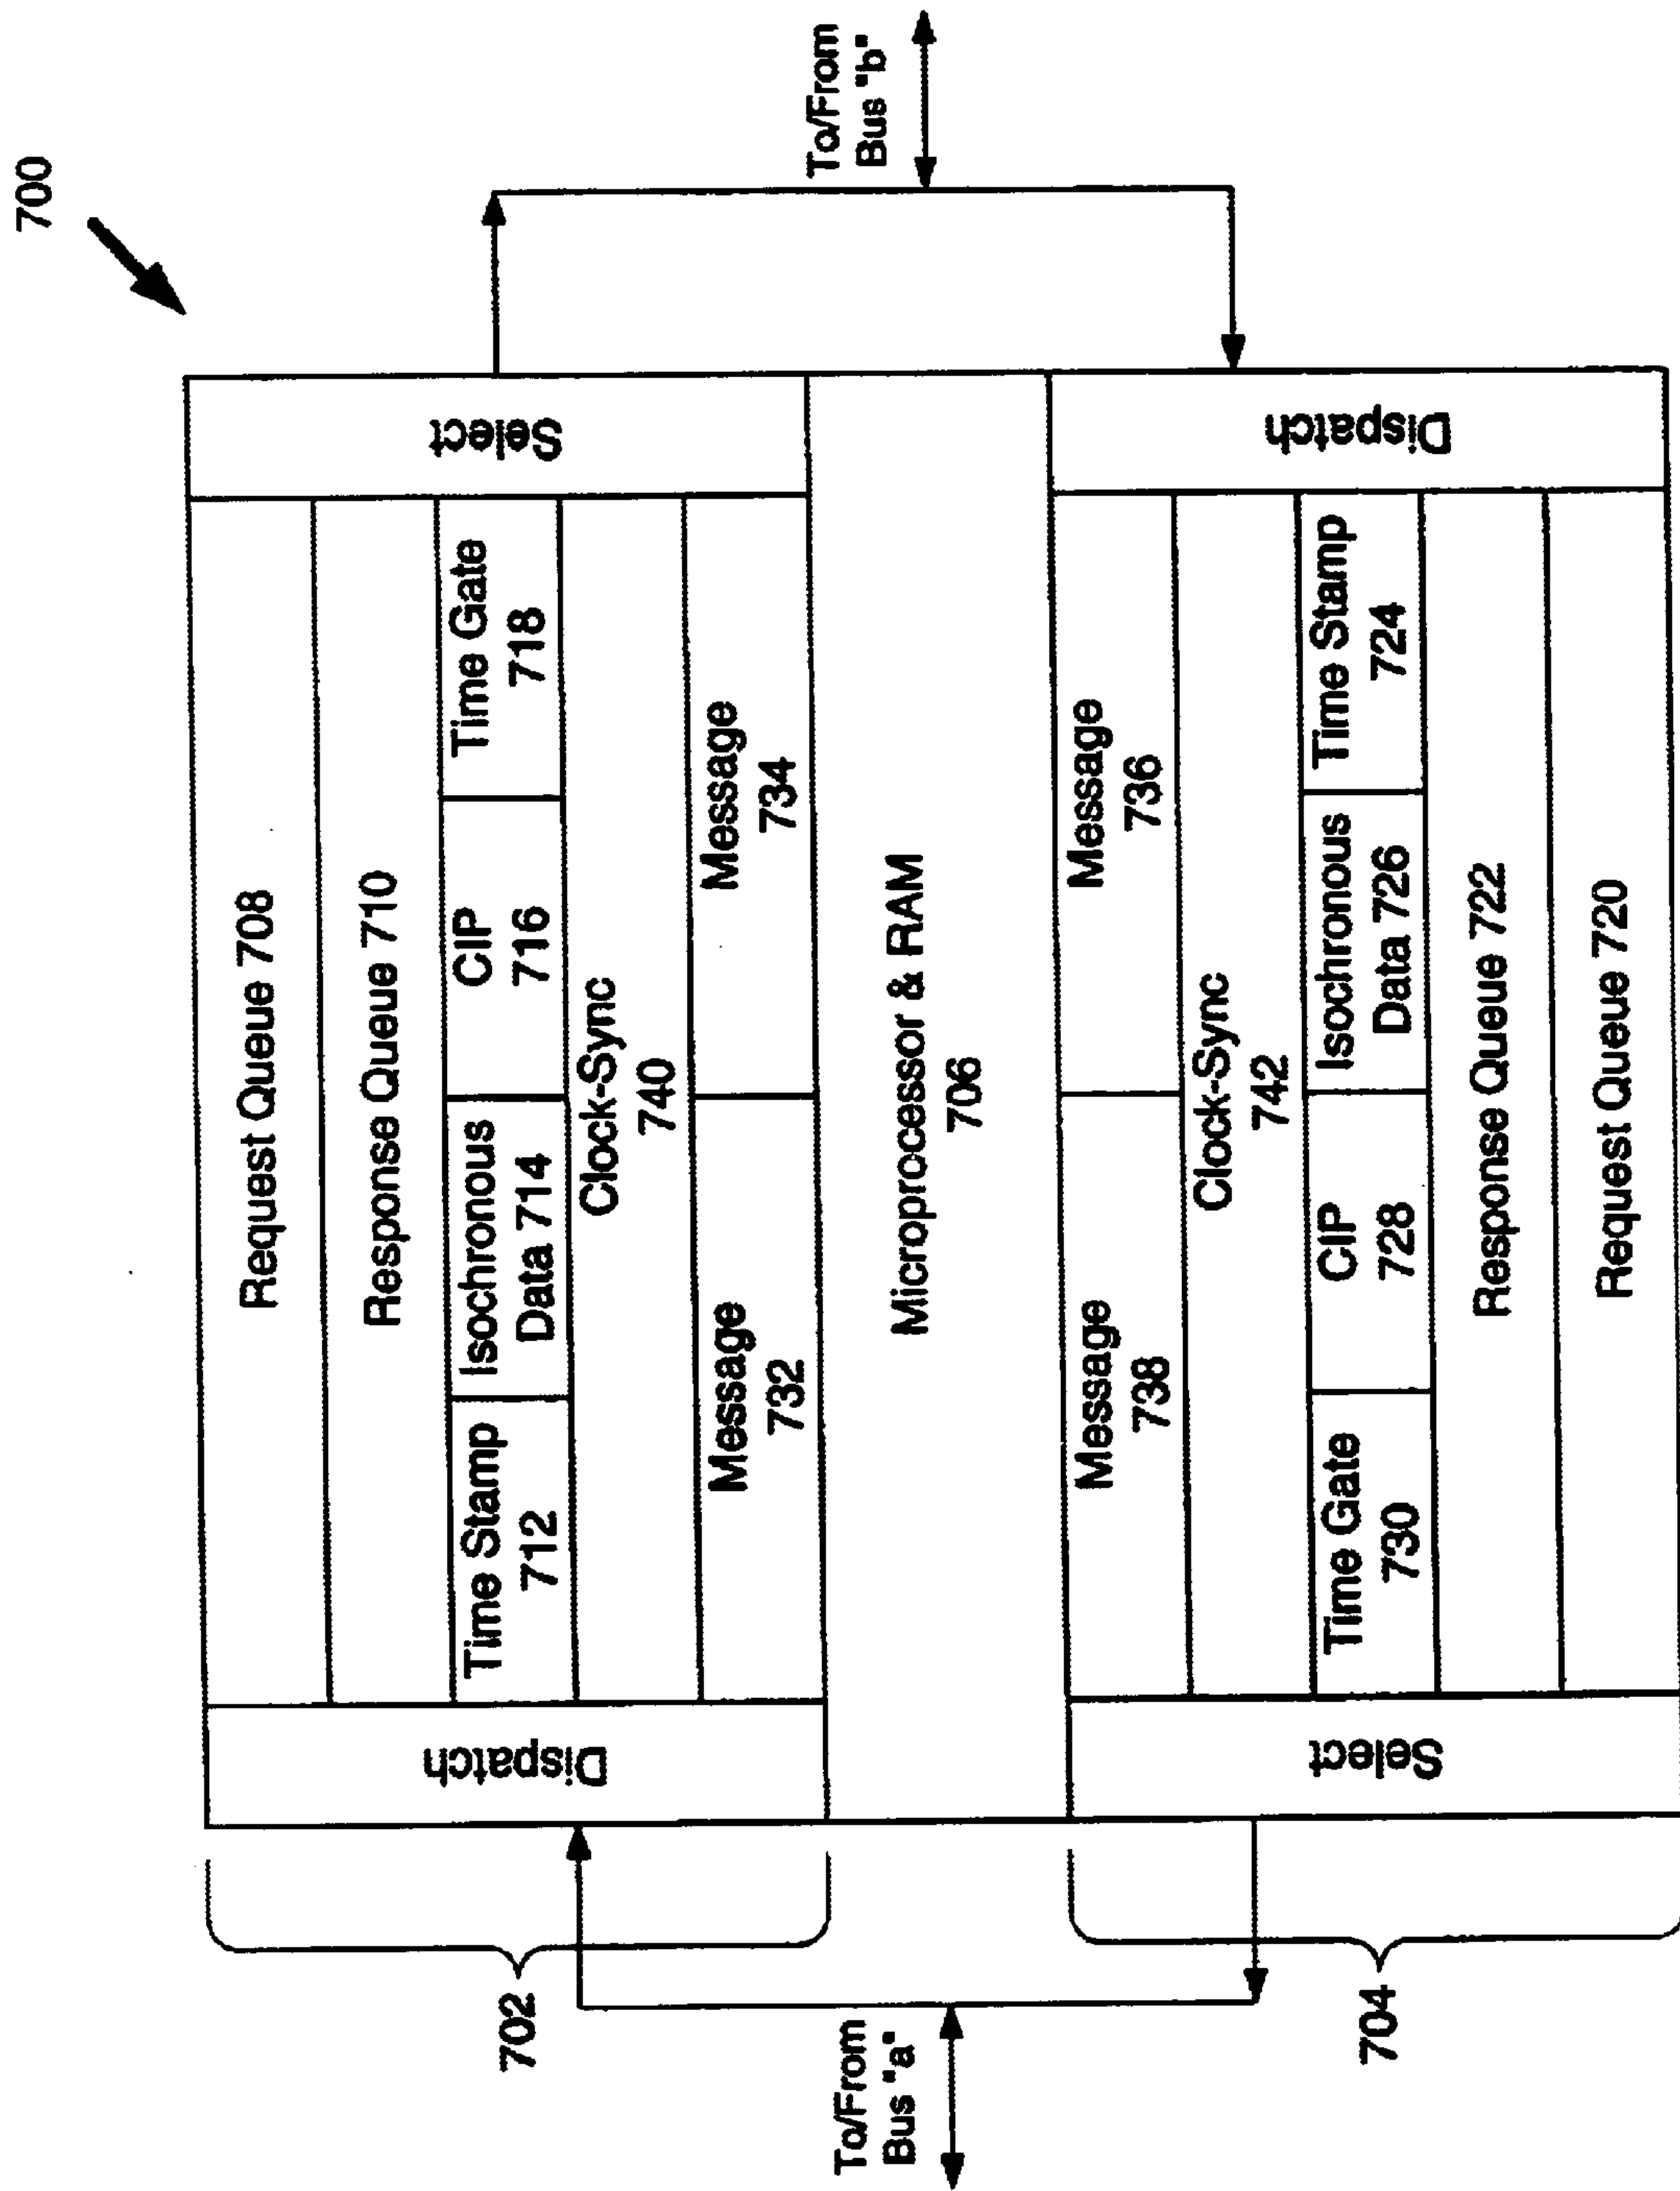 700
To/From
Bus "b"
Select
Request Queue 708
Response Queue 710
Time Stamp
712
Isochronous
Data 714
CIP
716
Time Gate
718
Clock-Sync
740
Message
732
Message
734
Dispatch
702
Microprocessor & RAM
706
To/From
Bus "a"
Dispatch
Message
738
Message
736
Clock-Sync
742
Time Gate
730
CIP
728
Isochronous
Data 726
Time Stamp
724
Response Queue 722
Request Queue 720
Select
704